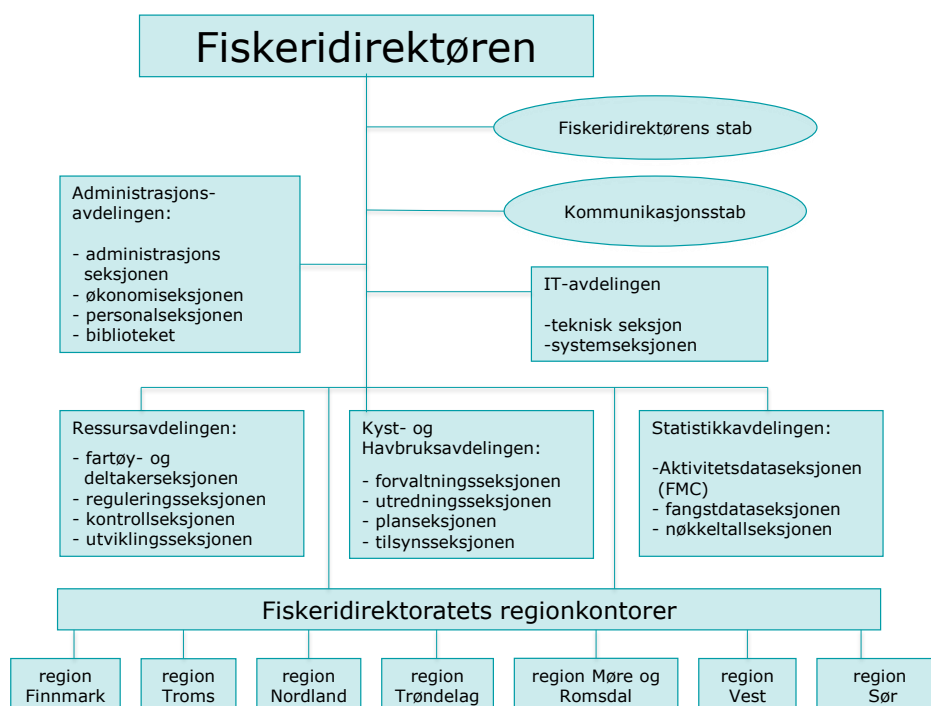 Fiskeridirektøren
Fiskeridirektørens stab
Administrasjons-
avdelingen:
- administrasjons
seksjonen
- økonomiseksjonen
- personalseksjonen
- biblioteket
Kommunikasjonsstab
IT-avdelingen
-teknisk seksjon
-systemseksjonen
Ressursavdelingen:
- fartøy- og
deltakerseksjonen
- reguleringsseksjonen
- kontrollseksjonen
- utviklingsseksjonen
Kyst- og
Havbruksavdelingen:
- forvaltningsseksjonen
- utredningsseksjonen
- planseksjonen
- tilsynsseksjonen
Statistikkavdelingen:
-Aktivitetsdataseksjonen
(FMC)
- fangstdataseksjonen
- nøkkeltallseksjonen
Fiskeridirektoratets regionkontorer
region
Finnmark
region
Troms
region
Nordland
region
Trøndelag
region Møre og
Romsdal
region
Vest
region
Sør